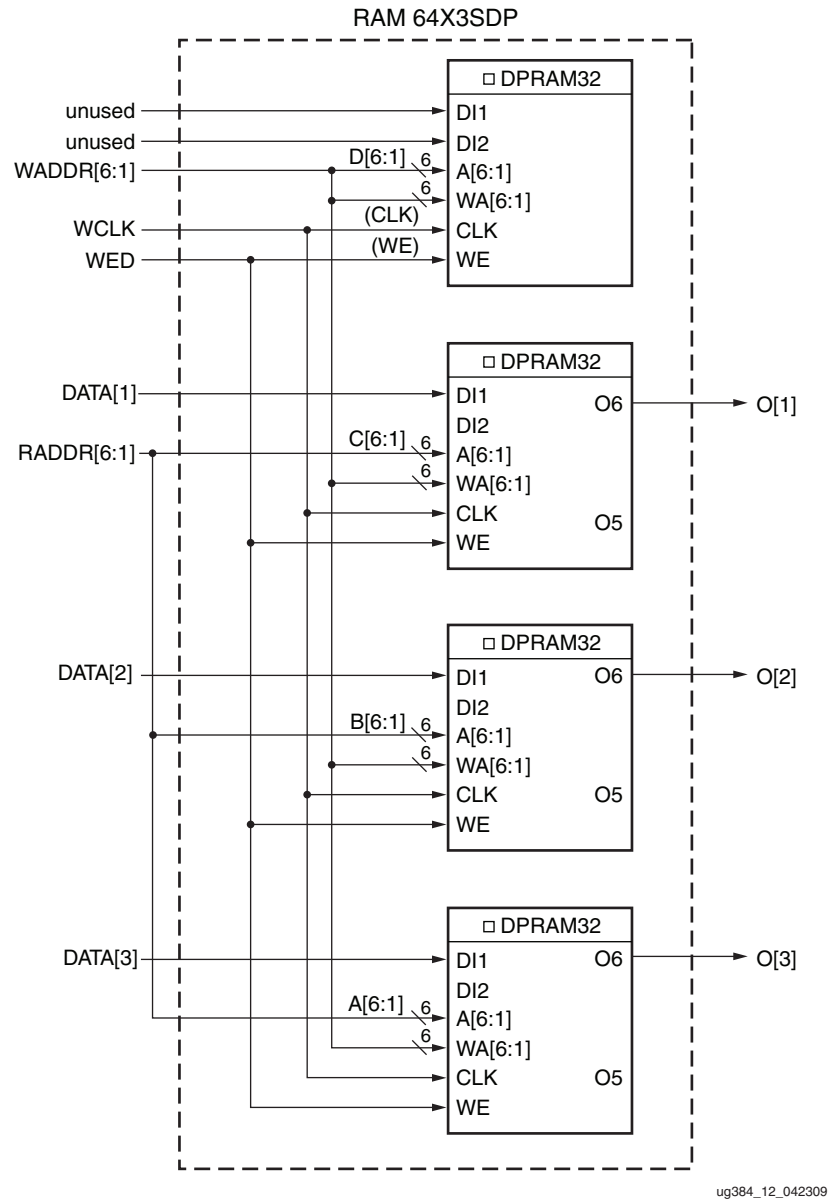 RAM 64X3SDP
DPRAM32
unused DI1
unused DI2
WADDR[6:1] D[6:1] 6 A[6:1]
6 WA[6:1]
WCLK (CLK) CLK
WED (WE) WE
DPRAM32
DATA[1] DI1 O6 O[1]
DI2
RADDR[6:1] C[6:1] 6 A[6:1]
6 WA[6:1]
CLK O5
WE
DPRAM32
DATA[2] DI1 O6 O[2]
DI2
B[6:1] 6 A[6:1]
6 WA[6:1]
CLK O5
WE
DPRAM32
DATA[3] DI1 O6 O[3]
DI2
A[6:1] 6 A[6:1]
6 WA[6:1]
CLK O5
WE
ug384_12_042309